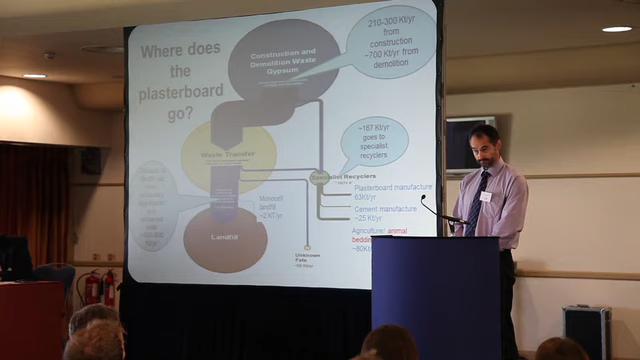 Where does
the
plasterboard
go?
Construction and
Demolition Waste
Gypsum
210-300 Kt/yr
from
construction
~700 Kt/yr from
demolition
Waste Transfer
~187 Kt/yr
goes to
specialist
recyclers
Specialist Recyclers
Plasterboard manufacture
63Kt/yr
Cement manufacture
~25 Kt/yr
Agriculture/ animal
bedding
~80Kt
Monocell
landfill
~2 KT/yr
Landfill
Unknown
Fate